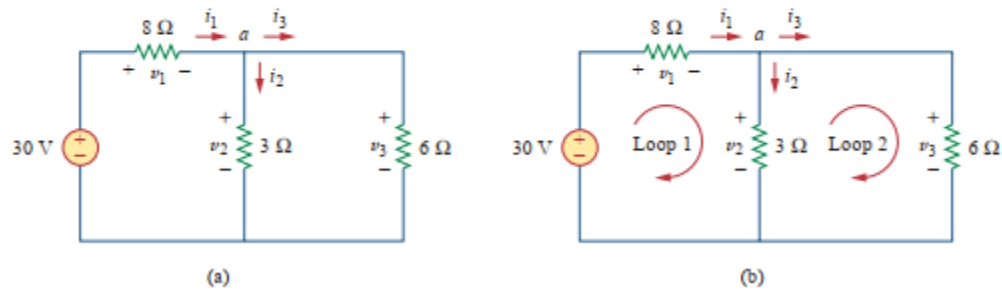 8 Ω i₁ a i₃
+ v₁ −
i₂
30 V + −
+ v₂ − 3 Ω
+ v₃ − 6 Ω
(a)
8 Ω i₁ a i₃
+ v₁ −
i₂
30 V + −
Loop 1
+ v₂ − 3 Ω
Loop 2
+ v₃ − 6 Ω
(b)